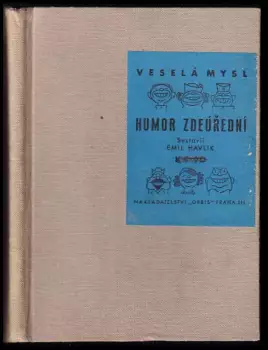 VESELÁ MYSL
HUMOR ZDEÚŘEDNÍ
Sestavil
EMIL HAVLÍK
NAKLADATELSTVÍ „ORBIS" PRAHA XII